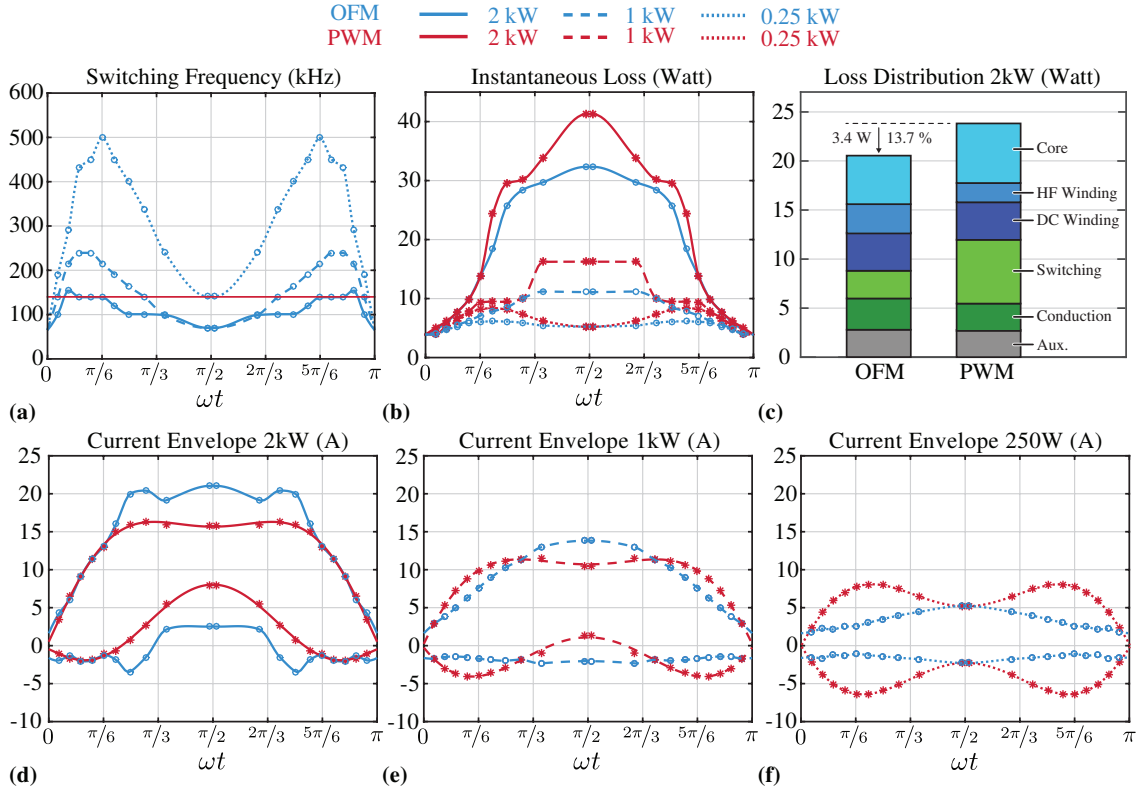 OFM 2 kW 1 kW 0.25 kW
PWM 2 kW 1 kW 0.25 kW
Switching Frequency (kHz)
600
500
400
300
200
100
0
0 π/6 π/3 π/2 2π/3 5π/6 π
(a) ωt
Instantaneous Loss (Watt)
40
30
20
10
0
0 π/6 π/3 π/2 2π/3 5π/6 π
(b) ωt
Loss Distribution 2kW (Watt)
25
20
15
10
5
0
3.4 W 13.7 %
Core
HF Winding
DC Winding
Switching
Conduction
Aux.
OFM PWM
(c)
Current Envelope 2kW (A)
25
20
15
10
5
0
-5
-10
0 π/6 π/3 π/2 2π/3 5π/6 π
(d) ωt
Current Envelope 1kW (A)
25
20
15
10
5
0
-5
-10
0 π/6 π/3 π/2 2π/3 5π/6 π
(e) ωt
Current Envelope 250W (A)
25
20
15
10
5
0
-5
-10
0 π/6 π/3 π/2 2π/3 5π/6 π
(f) ωt